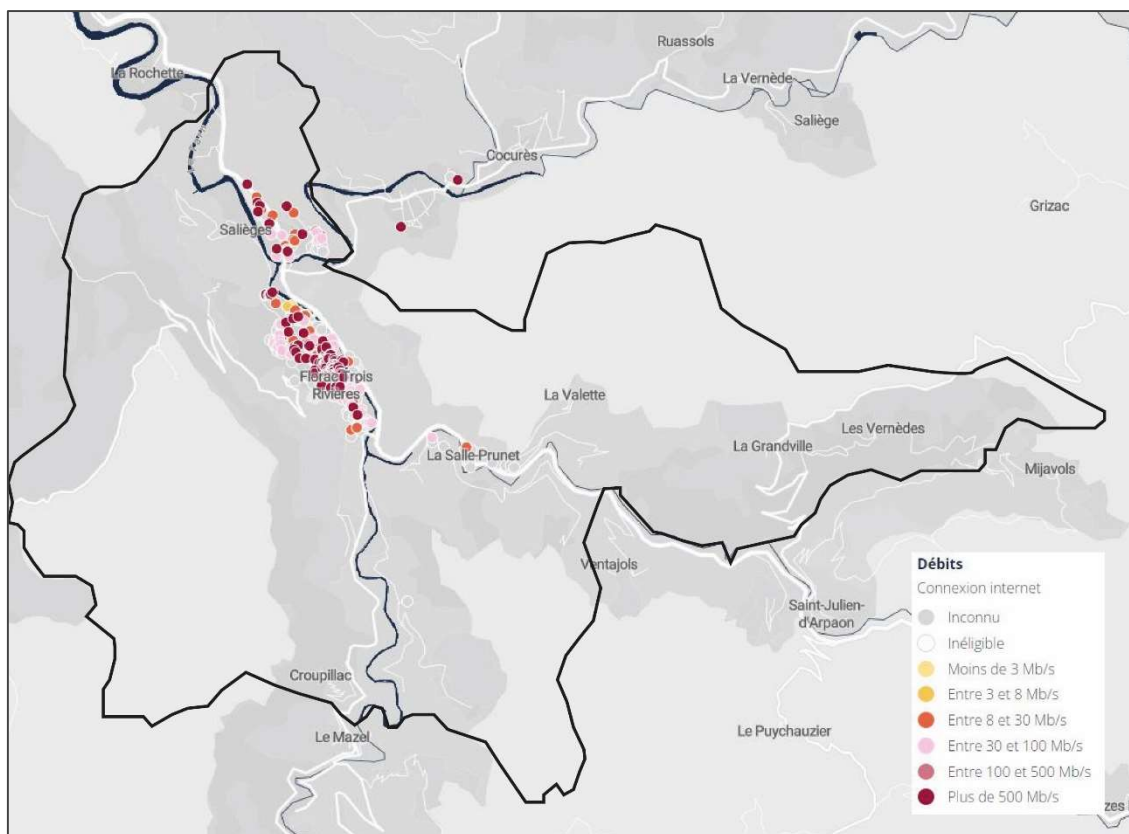 Ruassols
La Rochette
La Vernède
Saliège
Cocurès
Grizac
Salièges
Florac Trois
Rivières
La Valette
Les Vernèdes
La Grandville
La Salle-Prunet
Mijavols
Ventajols
Saint-Julien-
d'Arpaon
Croupillac
Le Mazel
Le Puychauzier
Débits
Connexion internet
Inconnu
Inéligible
Moins de 3 Mb/s
Entre 3 et 8 Mb/s
Entre 8 et 30 Mb/s
Entre 30 et 100 Mb/s
Entre 100 et 500 Mb/s
Plus de 500 Mb/s